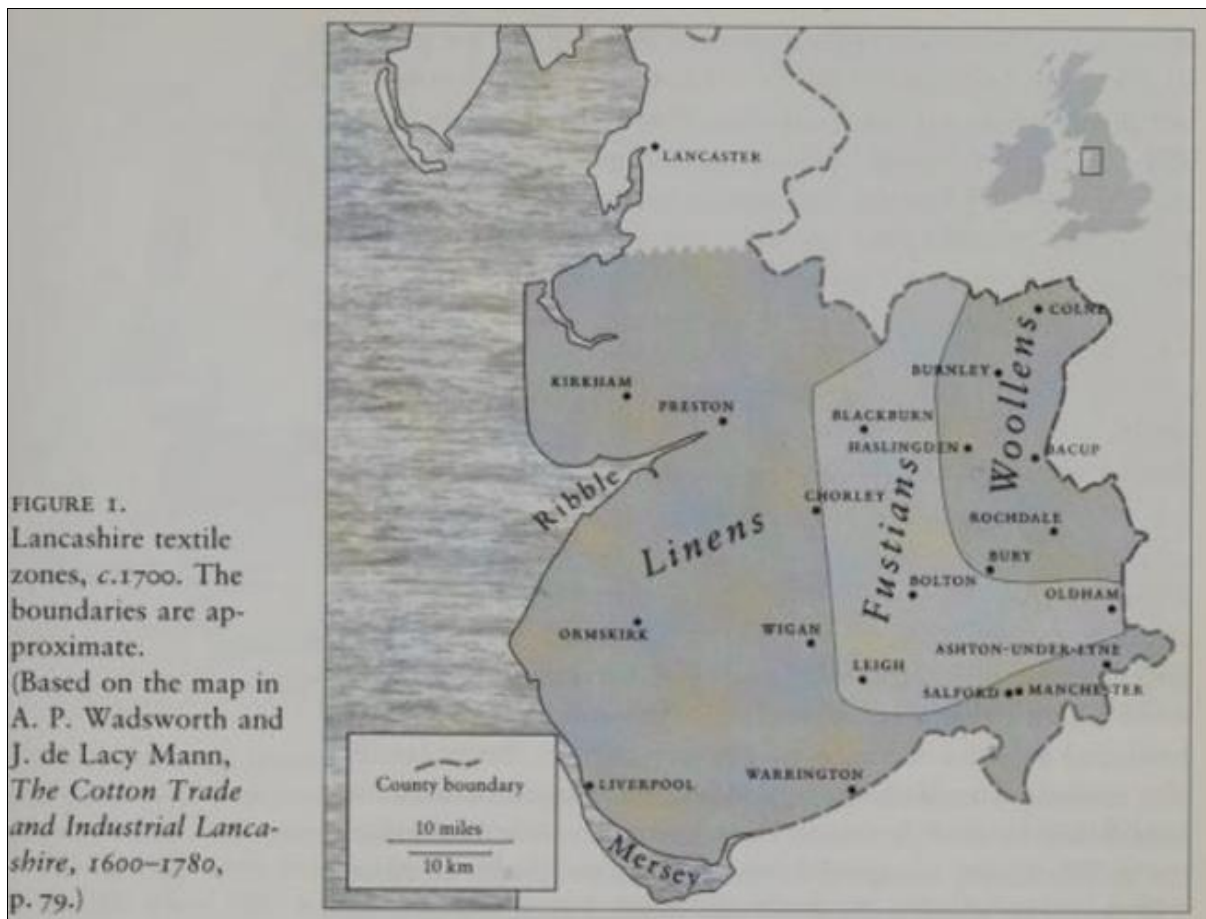 LANCASTER
COLNE
BURNLEY
KIRKHAM
PRESTON
BLACKBURN
HASLINGDEN
BACUP
Woollens
Ribble
CHORLEY
Linens
Fustians
ROCHDALE
BURY
BOLTON
OLDHAM
ORMSKIRK
WIGAN
ASHTON-UNDER-LYNE
LEIGH
SALFORD
MANCHESTER
WARRINGTON
LIVERPOOL
Mersey
County boundary
10 miles
10 km
FIGURE 1.
Lancashire textile
zones, c.1700. The
boundaries are ap-
proximate.
(Based on the map in
A. P. Wadsworth and
J. de Lacy Mann,
The Cotton Trade
and Industrial Lanca-
shire, 1600–1780,
p. 79.)